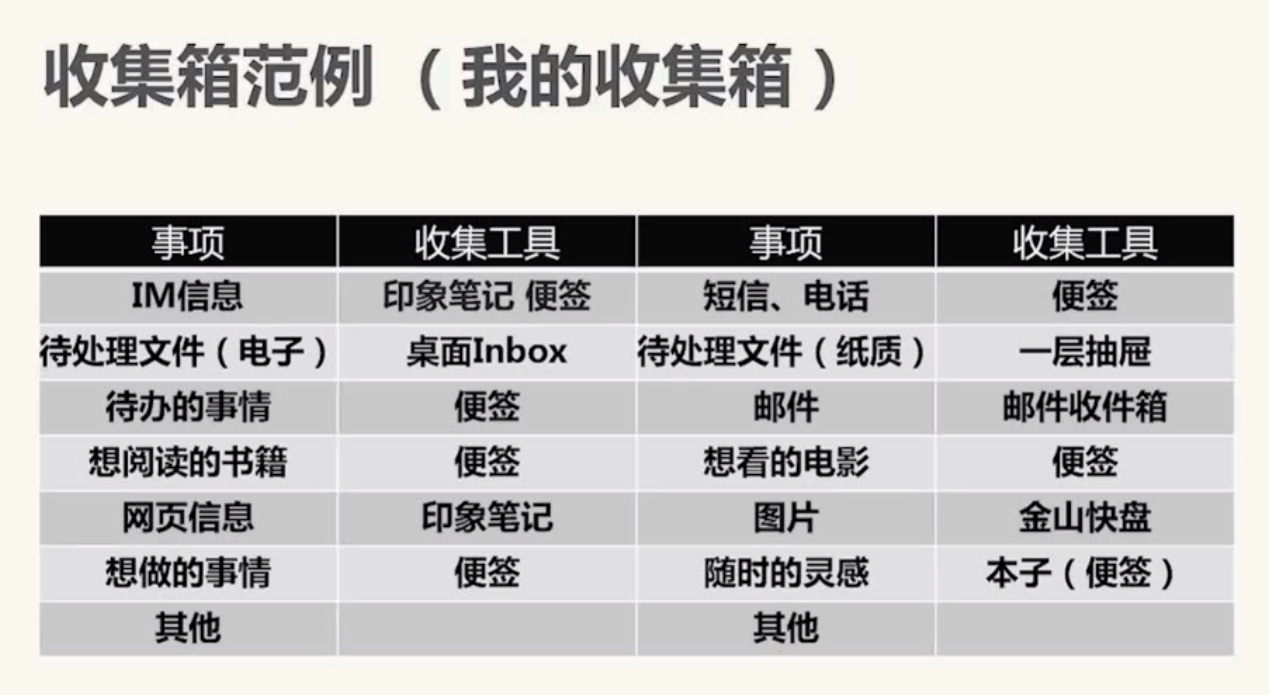 收集箱范例（我的收集箱）
事项 收集工具 事项 收集工具
IM信息 印象笔记 便签 短信、电话 便签
待处理文件（电子） 桌面Inbox 待处理文件（纸质） 一层抽屉
待办的事情 便签 邮件 邮件收件箱
想阅读的书籍 便签 想看的电影 便签
网页信息 印象笔记 图片 金山快盘
想做的事情 便签 随时的灵感 本子（便签）
其他 其他